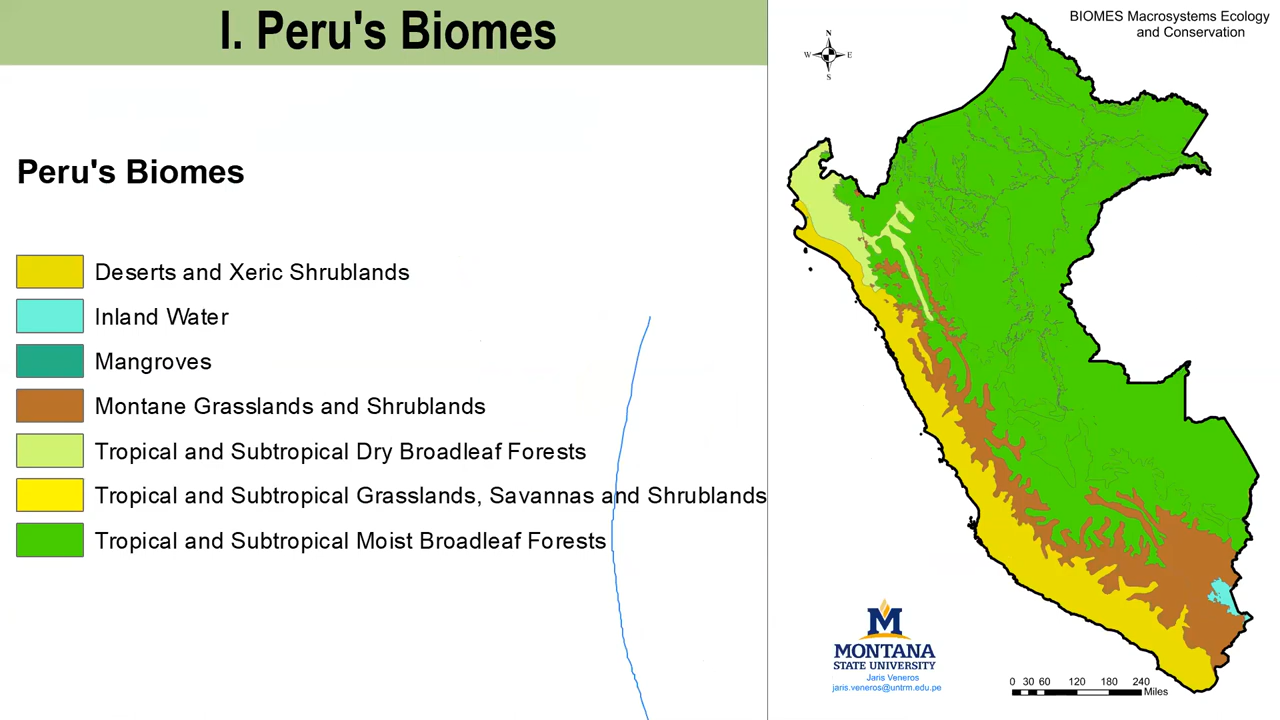 I. Peru's Biomes
Peru's Biomes
Deserts and Xeric Shrublands
Inland Water
Mangroves
Montane Grasslands and Shrublands
Tropical and Subtropical Dry Broadleaf Forests
Tropical and Subtropical Grasslands, Savannas and Shrublands
Tropical and Subtropical Moist Broadleaf Forests
BIOMES Macrosystems Ecology
and Conservation
N
W E
S
M
MONTANA
STATE UNIVERSITY
Jaris Veneros
jaris.veneros@untrm.edu.pe
0 30 60 120 180 240
Miles